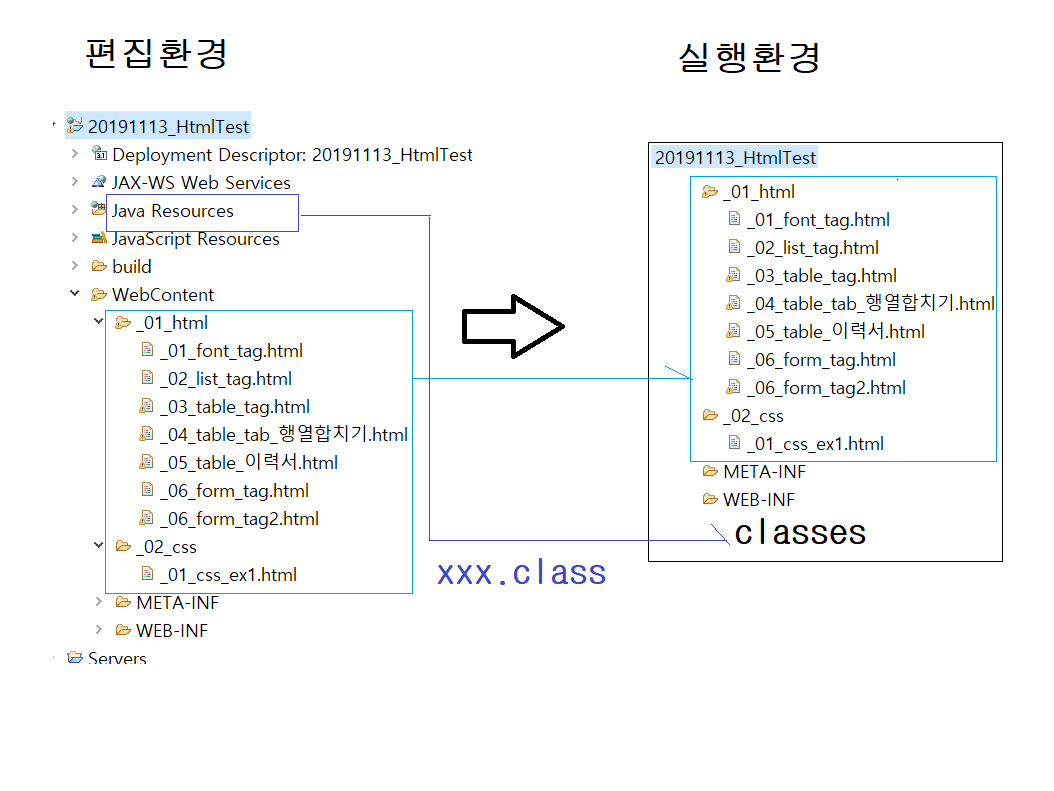 편집환경
20191113_HtmlTest
Deployment Descriptor: 20191113_HtmlTest
JAX-WS Web Services
Java Resources
JavaScript Resources
build
WebContent
_01_html
_01_font_tag.html
_02_list_tag.html
_03_table_tag.html
_04_table_tab_행열합치기.html
_05_table_이력서.html
_06_form_tag.html
_06_form_tag2.html
_02_css
_01_css_ex1.html
META-INF
WEB-INF
Servers
xxx.class
실행환경
20191113_HtmlTest
_01_html
_01_font_tag.html
_02_list_tag.html
_03_table_tag.html
_04_table_tab_행열합치기.html
_05_table_이력서.html
_06_form_tag.html
_06_form_tag2.html
_02_css
_01_css_ex1.html
META-INF
WEB-INF
classes